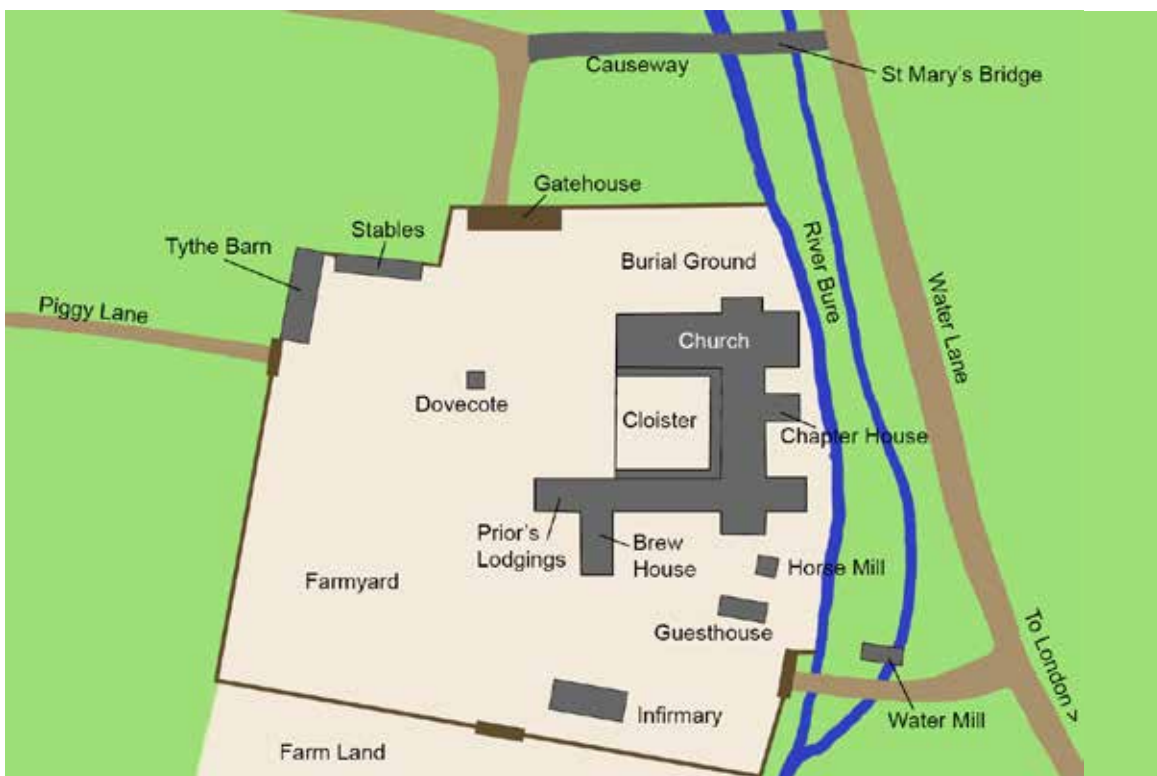 Causeway
St Mary's Bridge
Gatehouse
Stables
Tythe Barn
Burial Ground
River Bure
Water Lane
Piggy Lane
Church
Dovecote
Cloister
Chapter House
Prior's
Lodgings
Brew
House
Horse Mill
Farmyard
Guesthouse
To London >
Infirmary
Water Mill
Farm Land